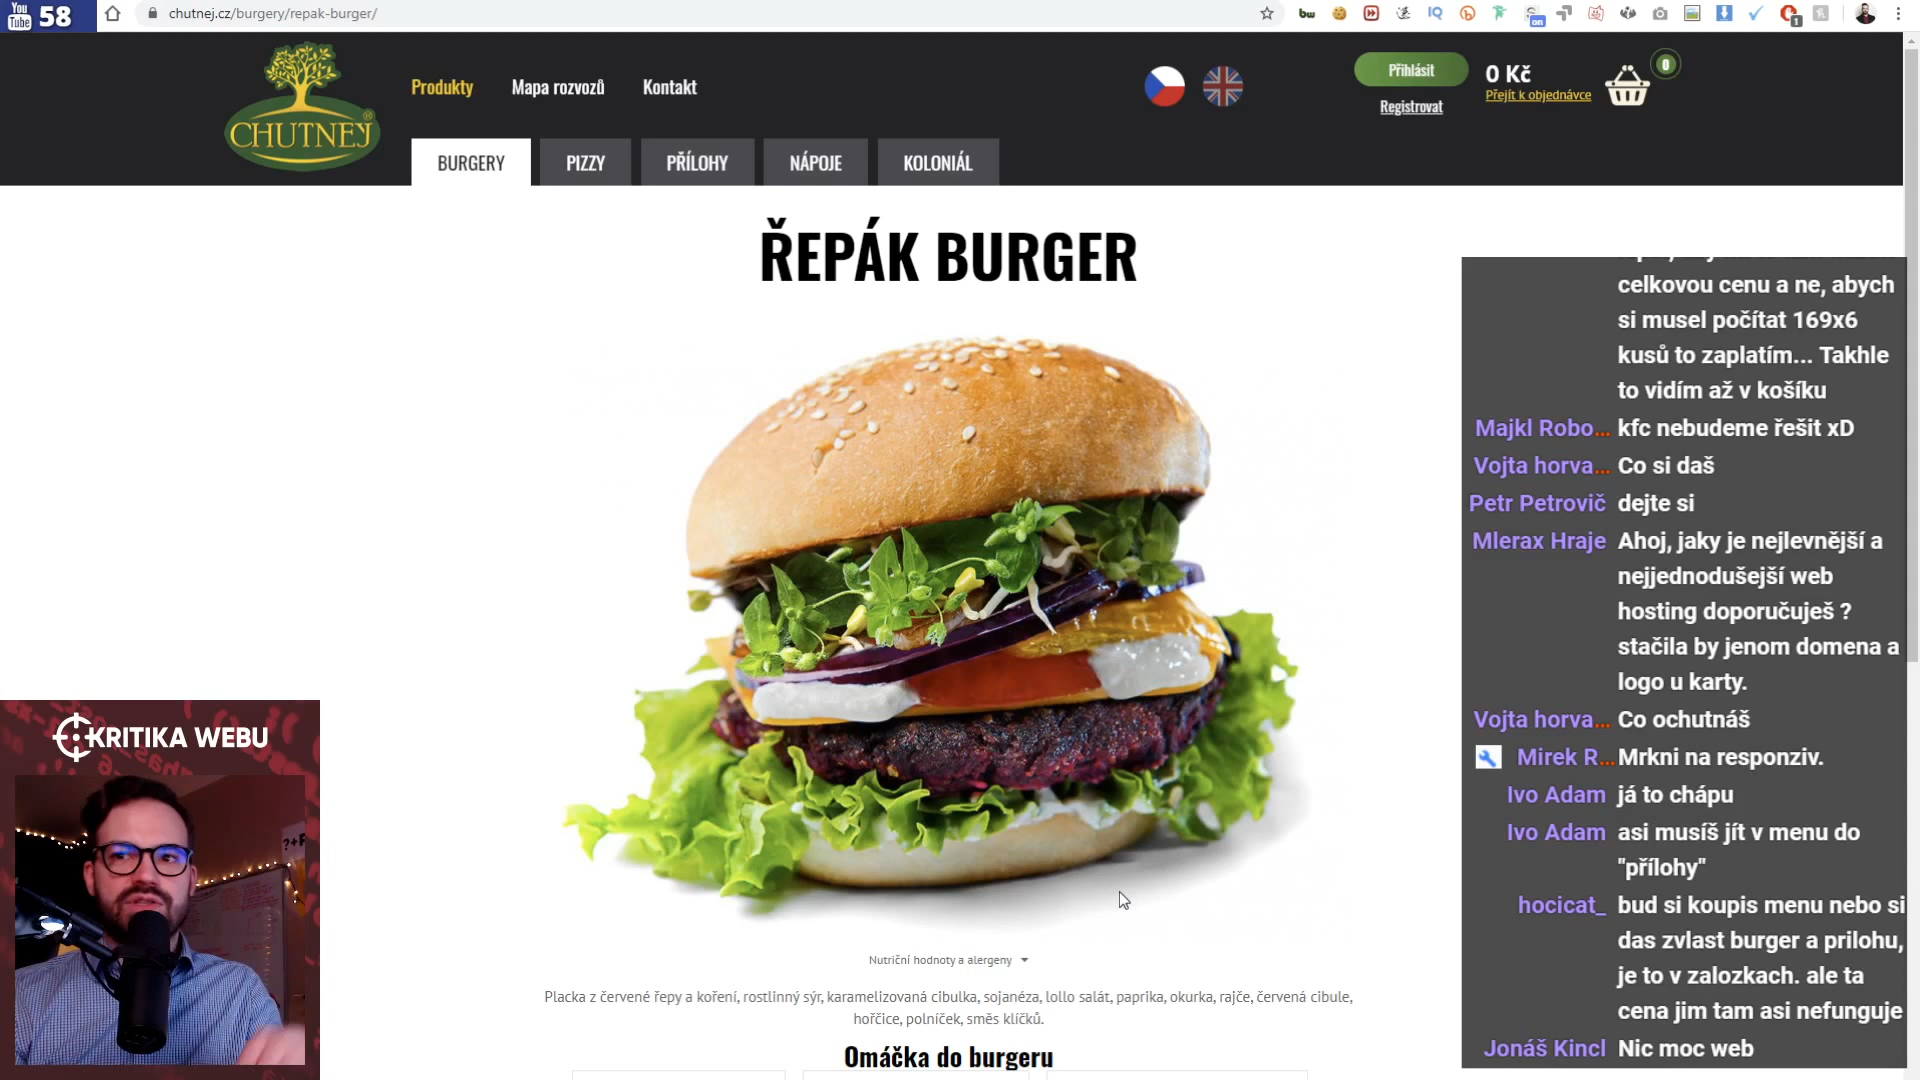 You
Tube
58
chutnej.cz/burgery/repak-burger/
CHUTNEJ
Produkty
Mapa rozvozů
Kontakt
Přihlásit
Registrovat
0 Kč
Přejít k objednávce
0
BURGERY
PIZZY
PŘÍLOHY
NÁPOJE
KOLONIÁL
ŘEPÁK BURGER
Nutriční hodnoty a alergeny
Placka z červené řepy a koření, rostlinný sýr, karamelizovaná cibulka, sojanéza, lollo salát, paprika, okurka, rajče, červená cibule,
hořčice, polníček, směs klíčků.
Omáčka do burgeru
celkovou cenu a ne, abych
si musel počítat 169x6
kusů to zaplatím... Takhle
to vidím až v košíku
Majkl Robo... kfc nebudeme řešit xD
Vojta horva... Co si daš
Petr Petrovič dejte si
Mlerax Hraje Ahoj, jaky je nejlevnější a
nejjednodušejší web
hosting doporučuješ ?
stačila by jenom domena a
logo u karty.
Vojta horva... Co ochutnáš
Mirek R... Mrkni na responziv.
Ivo Adam já to chápu
Ivo Adam asi musíš jít v menu do
"přílohy"
hocicat_ bud si koupis menu nebo si
das zvlast burger a prilohu,
je to v zalozkach. ale ta
cena jim tam asi nefunguje
Jonáš Kincl Nic moc web
KRITIKA WEBU